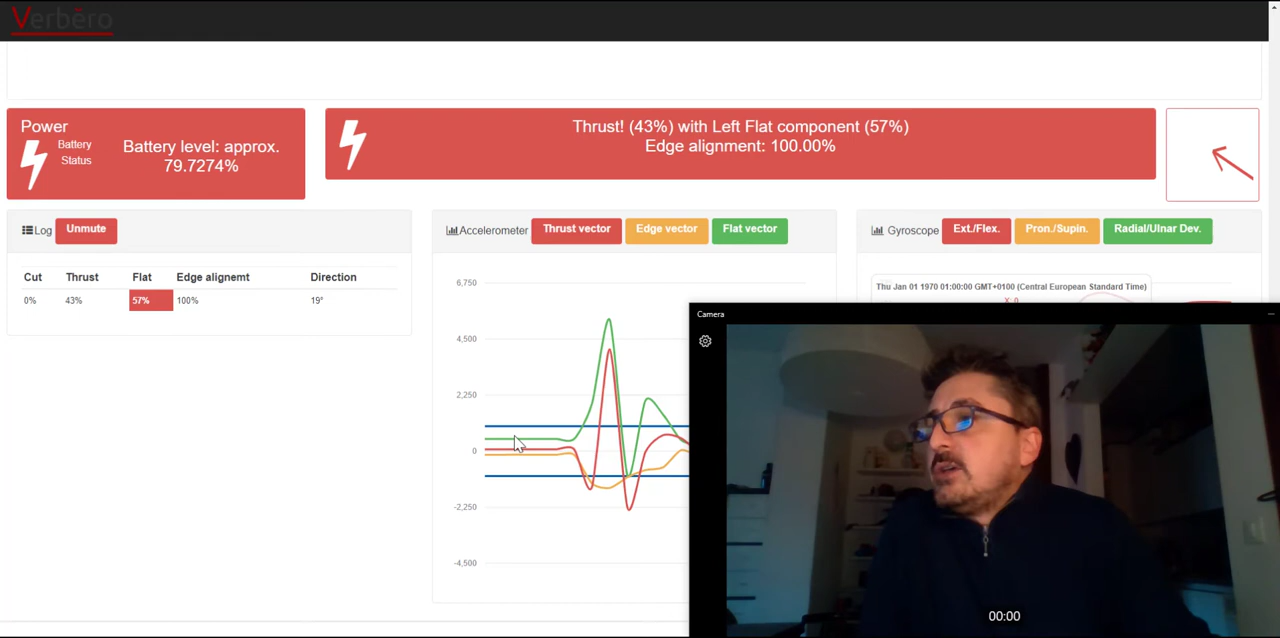 Verbēro
Power
Battery
Status
Battery level: approx.
79.7274%
Thrust! (43%) with Left Flat component (57%)
Edge alignment: 100.00%
Log
Unmute
Cut Thrust Flat Edge alignemt Direction
0% 43% 57% 100% 19°
Accelerometer
Thrust vector
Edge vector
Flat vector
6,750
4,500
2,250
0
-2,250
-4,500
Gyroscope
Ext./Flex.
Pron./Supin.
Radial/Ulnar Dev.
Thu Jan 01 1970 01:00:00 GMT+0100 (Central European Standard Time)
X: 0
Camera
00:00